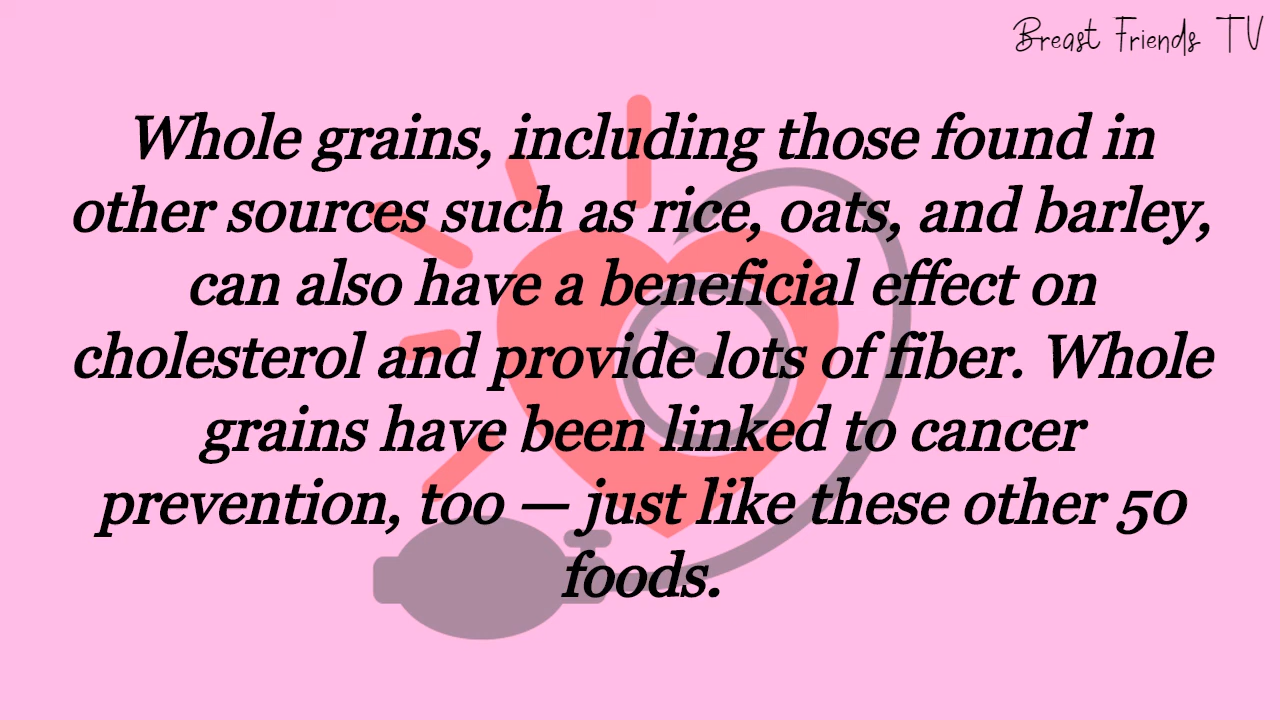 Breast Friends TV
Whole grains, including those found in
other sources such as rice, oats, and barley,
can also have a beneficial effect on
cholesterol and provide lots of fiber. Whole
grains have been linked to cancer
prevention, too — just like these other 50
foods.